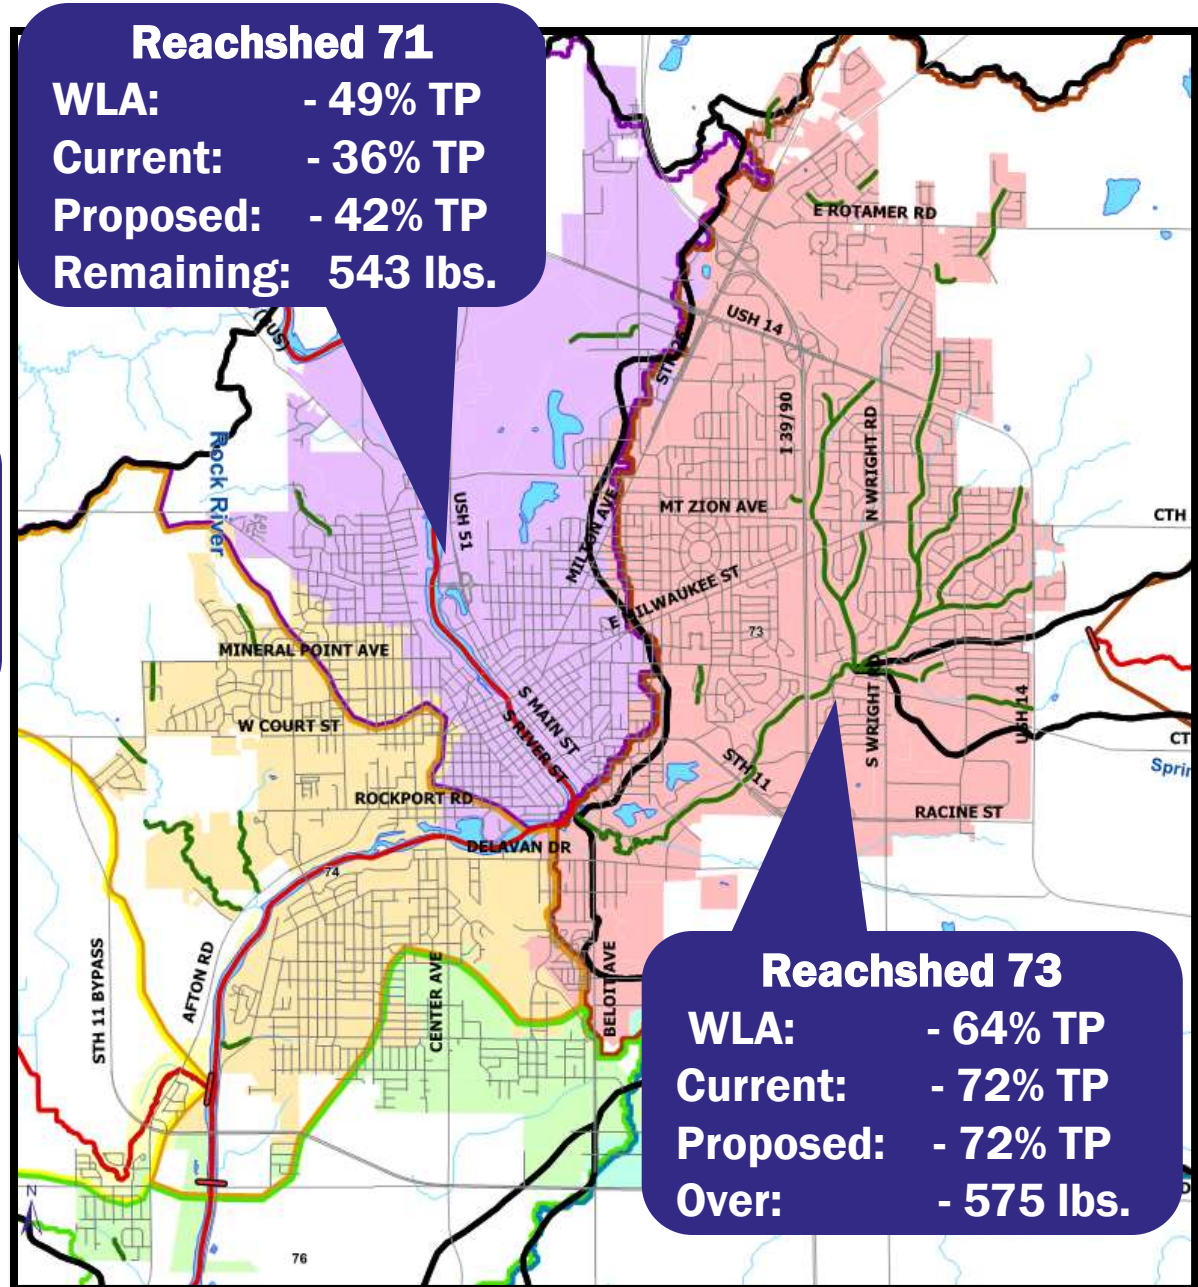 Reachshed 71
WLA: - 49% TP
Current: - 36% TP
Proposed: - 42% TP
Remaining: 543 lbs.
E ROTAMER RD
USH 14
STH 26
I 39/90
N WRIGHT RD
Rock River
USH 51
MILTON AVE
MT ZION AVE
CTH
E MILWAUKEE ST
73
MINERAL POINT AVE
W COURT ST
S MAIN ST
S RIVER ST
S WRIGHT RD
USH 14
CT
Sprin
STH 11
ROCKPORT RD
RACINE ST
DELAVAN DR
74
STH 11 BYPASS
AFTON RD
CENTER AVE
BELOIT AVE
Reachshed 73
WLA: - 64% TP
Current: - 72% TP
Proposed: - 72% TP
Over: - 575 lbs.
N
76